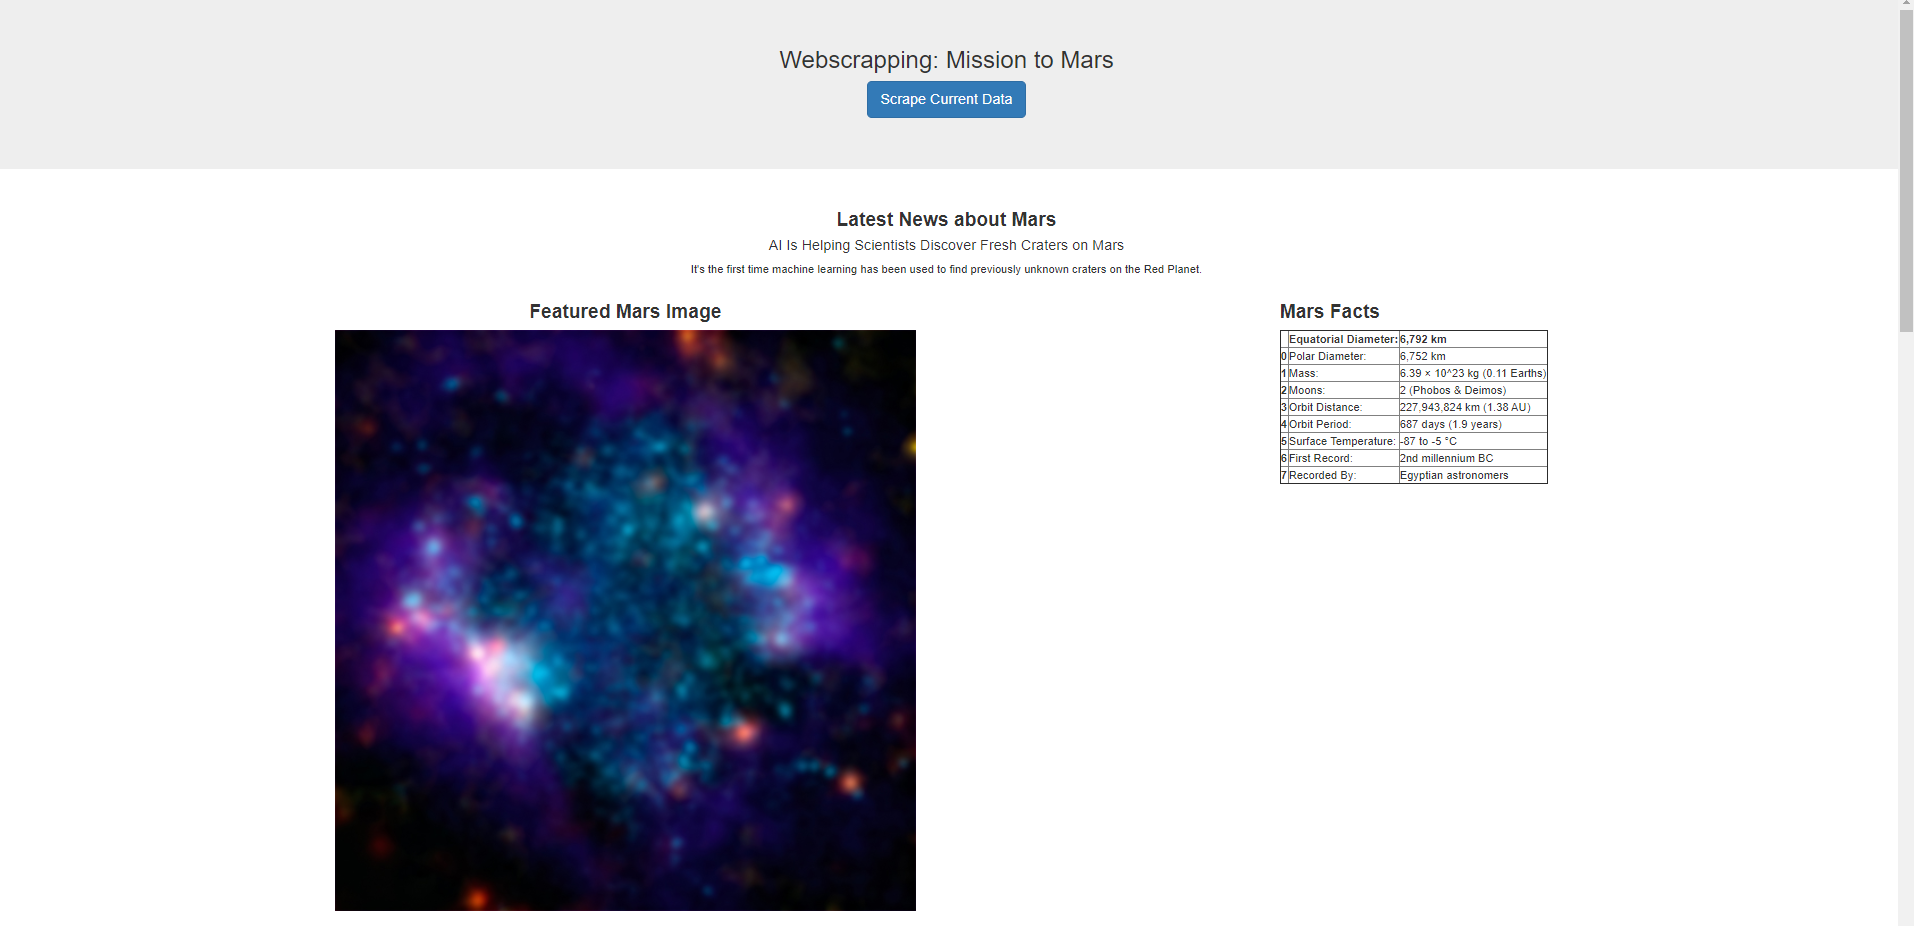 Webscrapping: Mission to Mars
Scrape Current Data
Latest News about Mars
AI Is Helping Scientists Discover Fresh Craters on Mars
It's the first time machine learning has been used to find previously unknown craters on the Red Planet.
Featured Mars Image
Mars Facts
Equatorial Diameter: 6,792 km
0 Polar Diameter: 6,752 km
1 Mass: 6.39 × 10^23 kg (0.11 Earths)
2 Moons: 2 (Phobos & Deimos)
3 Orbit Distance: 227,943,824 km (1.38 AU)
4 Orbit Period: 687 days (1.9 years)
5 Surface Temperature: -87 to -5 °C
6 First Record: 2nd millennium BC
7 Recorded By: Egyptian astronomers